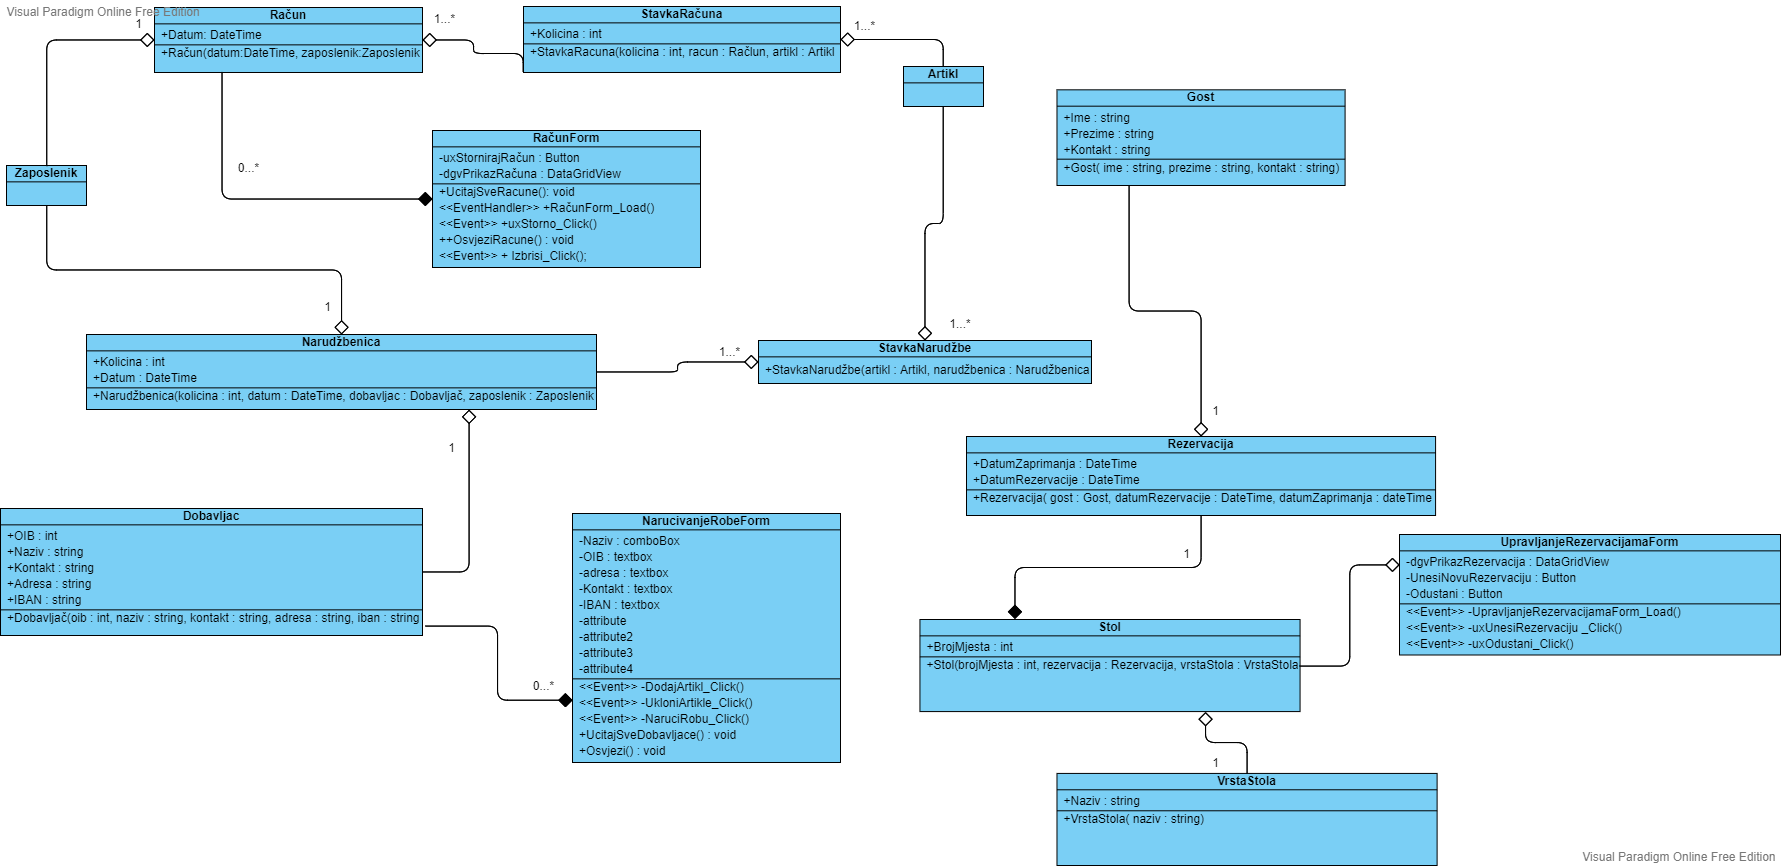 Visual Paradigm Online Free Edition
Račun
+Datum: DateTime
+Račun(datum:DateTime, zaposlenik:Zaposlenik
1
1...*
StavkaRačuna
+Kolicina : int
+StavkaRacuna(kolicina : int, racun : Račlun, artikl : Artikl
1...*
Artikl
Gost
+Ime : string
+Prezime : string
+Kontakt : string
+Gost( ime : string, prezime : string, kontakt : string)
Zaposlenik
0...*
RačunForm
-uxStornirajRačun : Button
-dgvPrikazRačuna : DataGridView
+UcitajSveRacune(): void
<<EventHandler>> +RačunForm_Load()
<<Event>> +uxStorno_Click()
++OsvjeziRacune() : void
<<Event>> + Izbrisi_Click();
1
Narudžbenica
+Kolicina : int
+Datum : DateTime
+Narudžbenica(kolicina : int, datum : DateTime, dobavljac : Dobavljač, zaposlenik : Zaposlenik
1...*
1...*
StavkaNarudžbe
+StavkaNarudžbe(artikl : Artikl, narudžbenica : Narudžbenica
1
Rezervacija
+DatumZaprimanja : DateTime
+DatumRezervacije : DateTime
+Rezervacija( gost : Gost, datumRezervacije : DateTime, datumZaprimanja : dateTime
1
Dobavljac
+OIB : int
+Naziv : string
+Kontakt : string
+Adresa : string
+IBAN : string
+Dobavljač(oib : int, naziv : string, kontakt : string, adresa : string, iban : string
0...*
NarucivanjeRobeForm
-Naziv : comboBox
-OIB : textbox
-adresa : textbox
-Kontakt : textbox
-IBAN : textbox
-attribute
-attribute2
-attribute3
-attribute4
<<Event>> -DodajArtikl_Click()
<<Event>> -UkloniArtikle_Click()
<<Event>> -NaruciRobu_Click()
+UcitajSveDobavljace() : void
+Osvjezi() : void
1
UpravljanjeRezervacijamaForm
-dgvPrikazRezervacija : DataGridView
-UnesiNovuRezervaciju : Button
-Odustani : Button
<<Event>> -UpravljanjeRezervacijamaForm_Load()
<<Event>> -uxUnesiRezervaciju _Click()
<<Event>> -uxOdustani_Click()
Stol
+BrojMjesta : int
+Stol(brojMjesta : int, rezervacija : Rezervacija, vrstaStola : VrstaStola
1
VrstaStola
+Naziv : string
+VrstaStola( naziv : string)
Visual Paradigm Online Free Edition